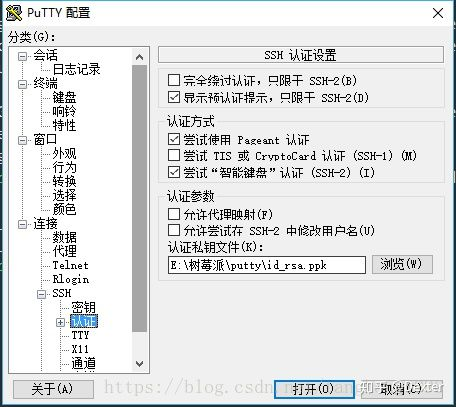 PuTTY 配置
分类(G):
会话
日志记录
终端
键盘
响铃
特性
窗口
外观
行为
转换
选择
颜色
连接
数据
代理
Telnet
Rlogin
SSH
密钥
认证
TTY
X11
通道
SSH 认证设置
完全绕过认证，只限于 SSH-2(B)
显示预认证提示，只限于 SSH-2(D)
认证方式
尝试使用 Pageant 认证
尝试 TIS 或 CryptoCard 认证 (SSH-1) (M)
尝试“智能键盘”认证 (SSH-2) (I)
认证参数
允许代理映射(F)
允许尝试在 SSH-2 中修改用户名(U)
认证私钥文件(K):
E:\树莓派\putty\id_rsa.ppk
浏览(W)
关于(A)
打开(O)
取消(C)
https://blog.csdn.
知乎